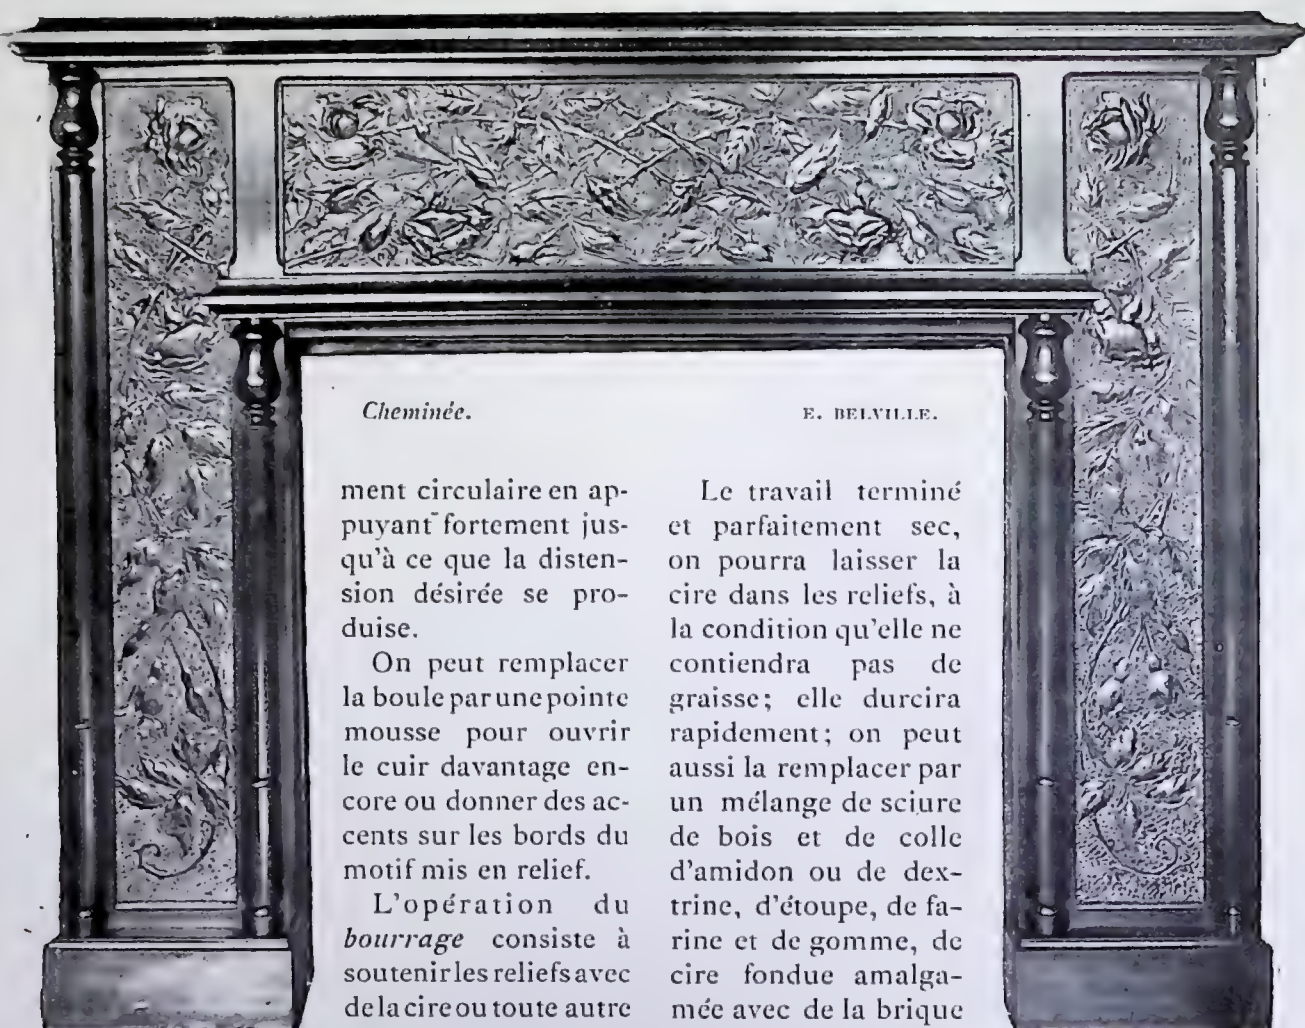 Cheminée.
E. BELVILLE.
ment circulaire en ap-
puyant fortement jus-
qu'à ce que la disten-
sion désirée se pro-
duise.
On peut remplacer
la boule par une pointe
mousse pour ouvrir
le cuir davantage en-
core ou donner des ac-
cents sur les bords du
motif mis en relief.
L'opération du
bourrage consiste à
soutenir les reliefs avec
de la cire ou toute autre
Le travail terminé
et parfaitement sec,
on pourra laisser la
cire dans les reliefs, à
la condition qu'elle ne
contiendra pas de
graisse; elle durcira
rapidement; on peut
aussi la remplacer par
un mélange de sciure
de bois et de colle
d'amidon ou de dex-
trine, d'étoupe, de fa-
rine et de gomme, de
cire fondue amalga-
mée avec de la brique